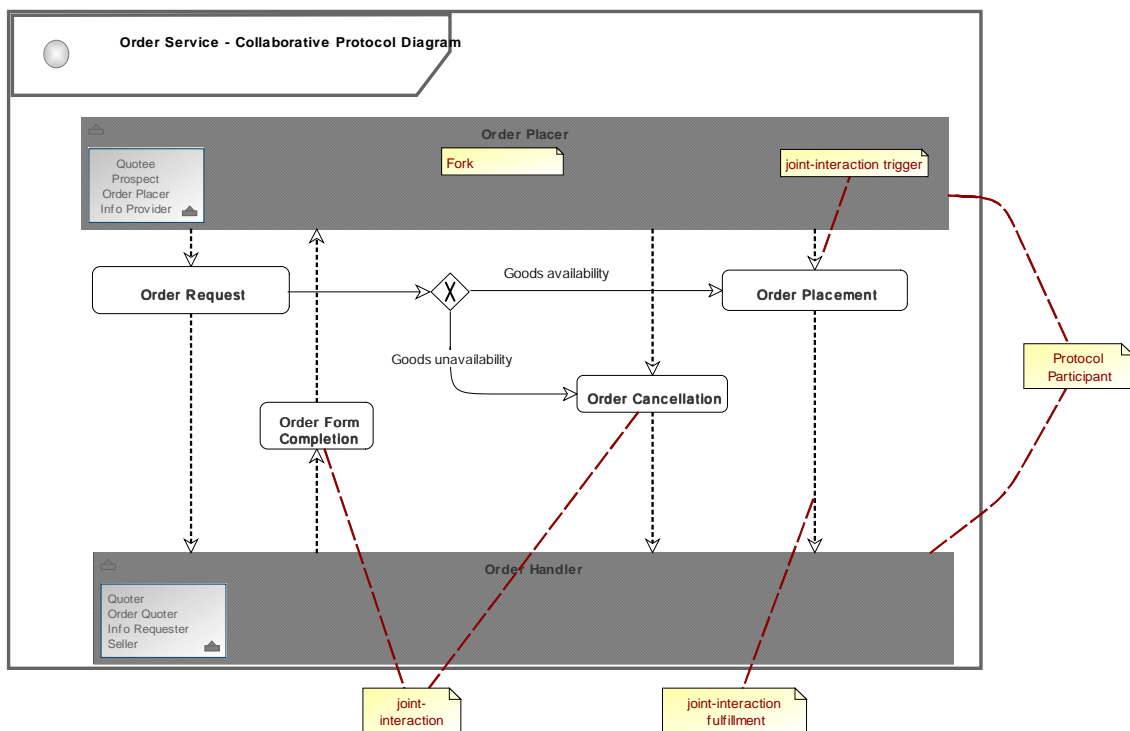 Order Service - Collaborative Protocol Diagram
Order Placer
Quotee
Prospect
Order Placer
Info Provider
Fork
joint-interaction trigger
Order Request
X
Goods availability
Order Placement
Goods unavailability
Protocol
Participant
Order Cancellation
Order Form
Completion
Order Handler
Quoter
Order Quoter
Info Requester
Seller
joint-
interaction
joint-interaction
fulfillment